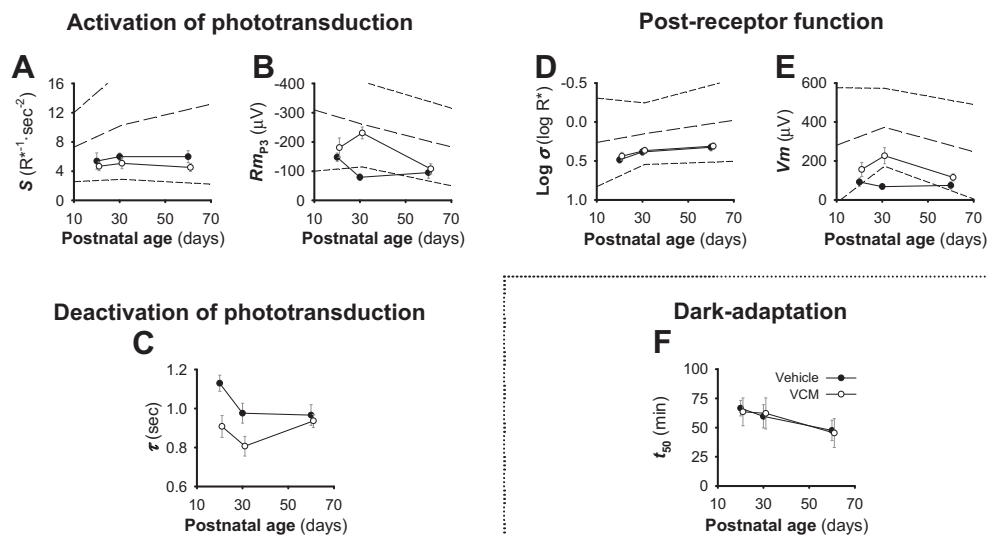 Activation of phototransduction
Post-receptor function
A
16
12
8
4
0
S (R*⁻¹·sec⁻²)
10 30 50 70
Postnatal age (days)
B
-400
-300
-200
-100
0
Rm_P3 (µV)
10 30 50 70
Postnatal age (days)
D
-0.5
0.0
0.5
1.0
Log σ (log R*)
10 30 50 70
Postnatal age (days)
E
600
400
200
0
Vm (µV)
10 30 50 70
Postnatal age (days)
Deactivation of phototransduction
C
1.2
1.0
0.8
0.6
τ (sec)
10 30 50 70
Postnatal age (days)
Dark-adaptation
F
100
75
50
25
0
t₅₀ (min)
Vehicle
VCM
10 30 50 70
Postnatal age (days)